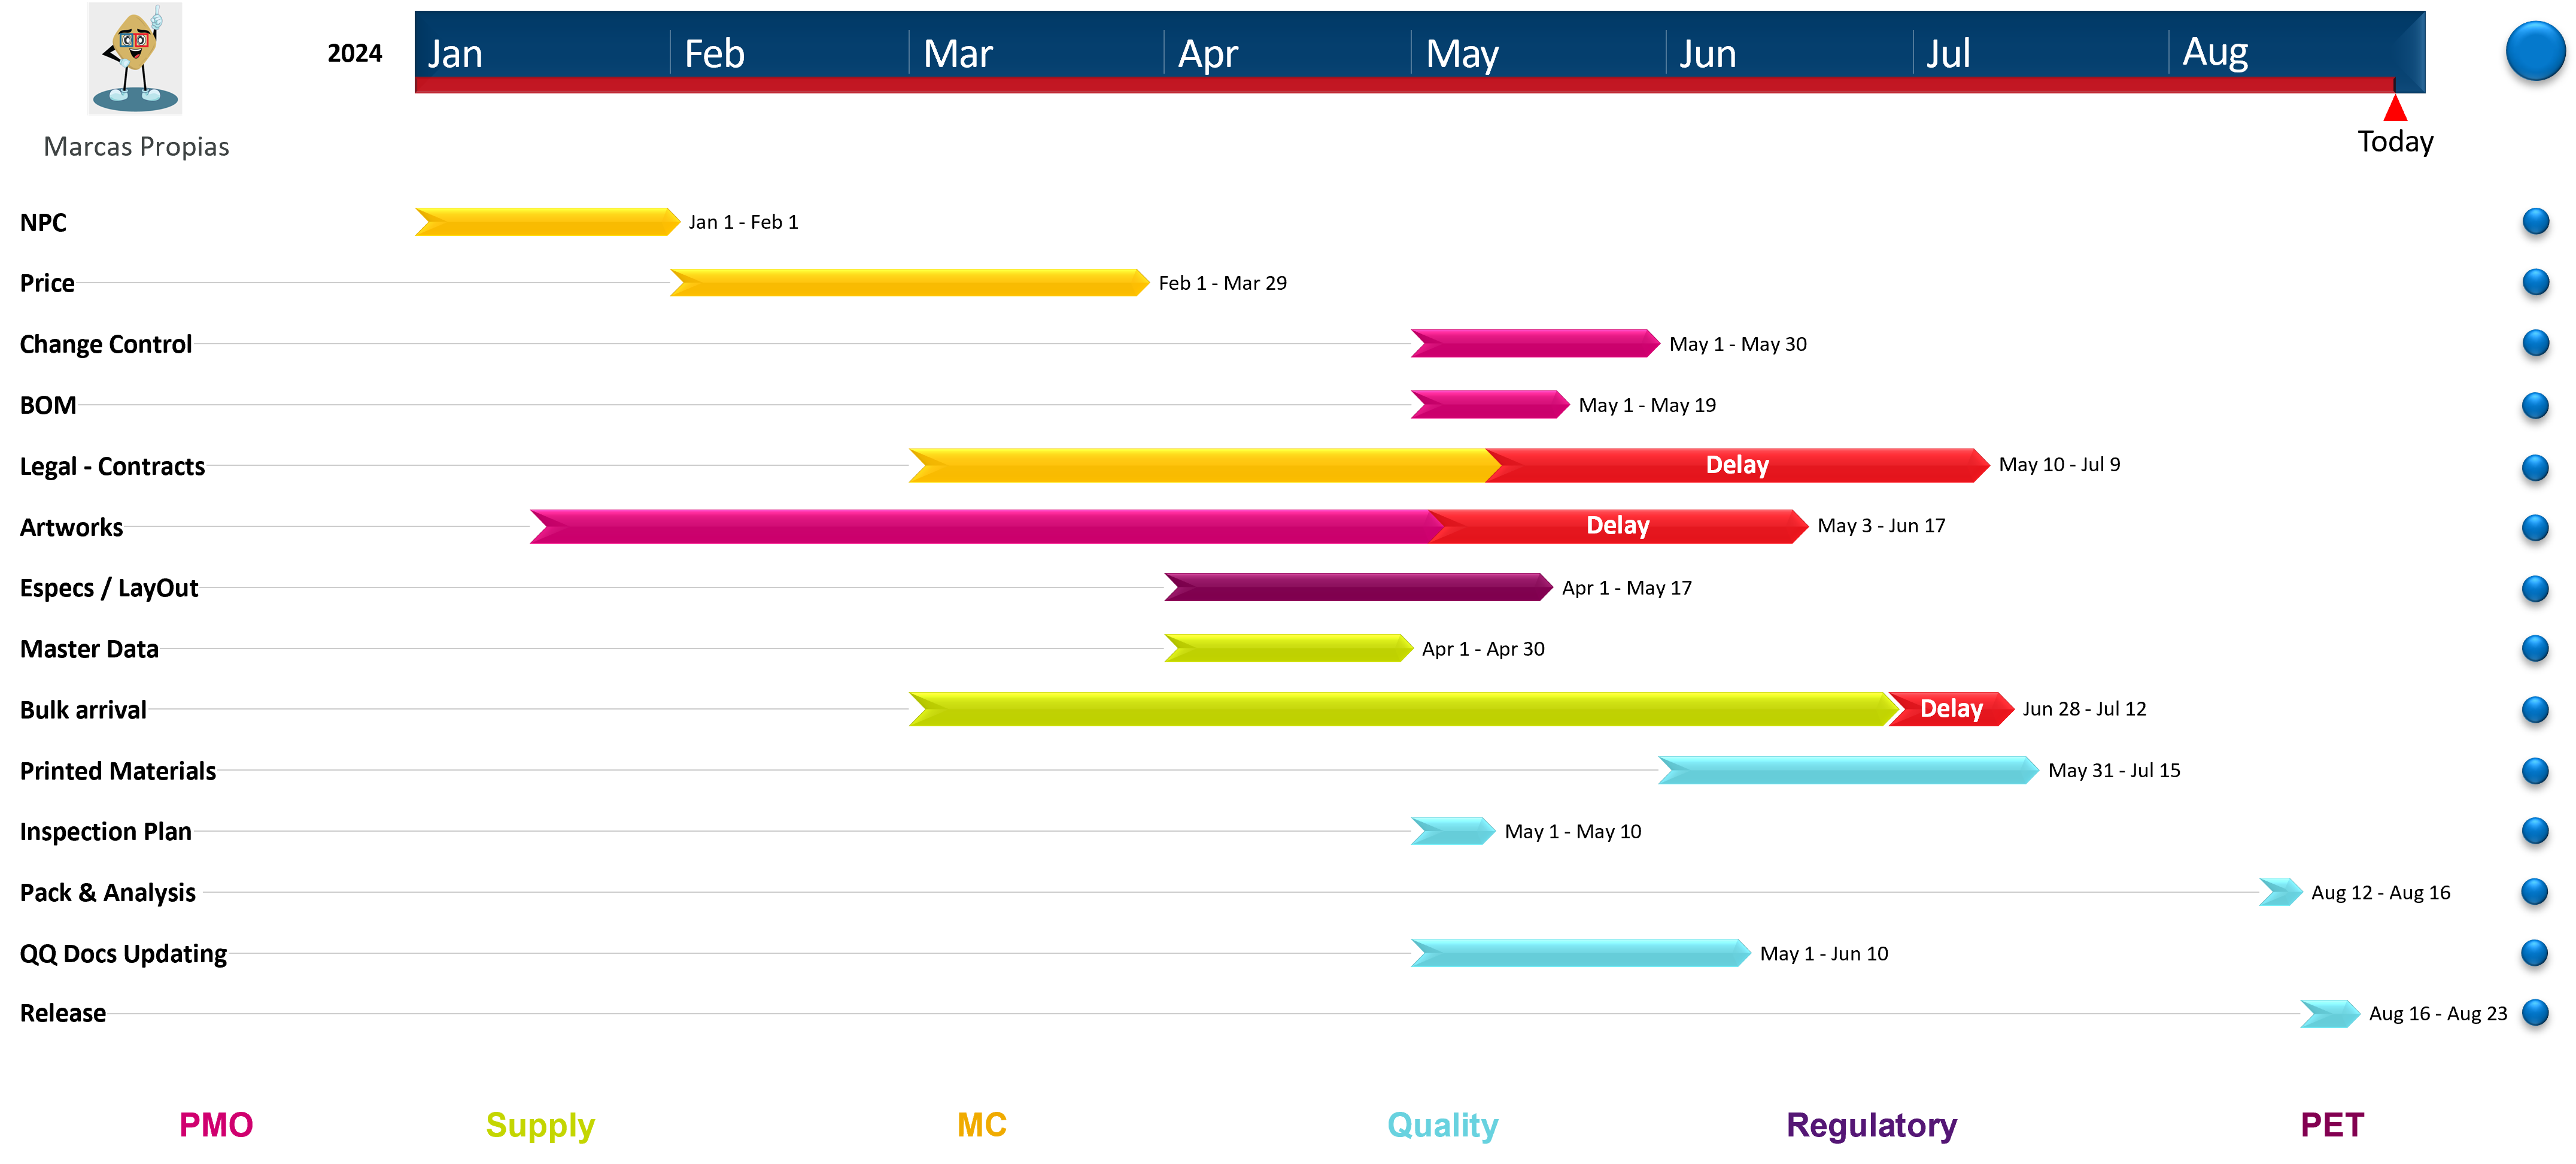 2024
Jan Feb Mar Apr May Jun Jul Aug
Marcas Propias
Today
NPC Jan 1 - Feb 1
Price Feb 1 - Mar 29
Change Control May 1 - May 30
BOM May 1 - May 19
Legal - Contracts Delay May 10 - Jul 9
Artworks Delay May 3 - Jun 17
Especs / LayOut Apr 1 - May 17
Master Data Apr 1 - Apr 30
Bulk arrival Delay Jun 28 - Jul 12
Printed Materials May 31 - Jul 15
Inspection Plan May 1 - May 10
Pack & Analysis Aug 12 - Aug 16
QQ Docs Updating May 1 - Jun 10
Release Aug 16 - Aug 23
PMO Supply MC Quality Regulatory PET